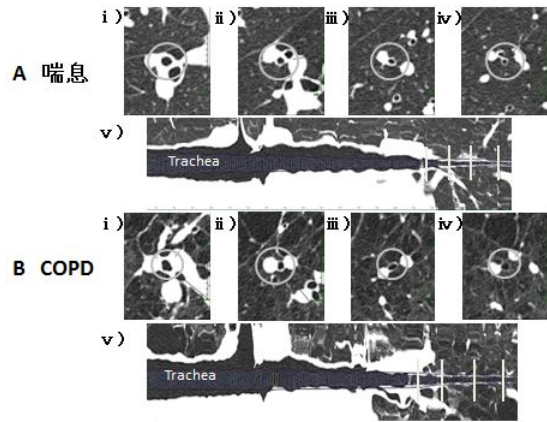 i) ii) iii) iv)
A 喘息
v)
Trachea
i) ii) iii) iv)
B COPD
v)
Trachea